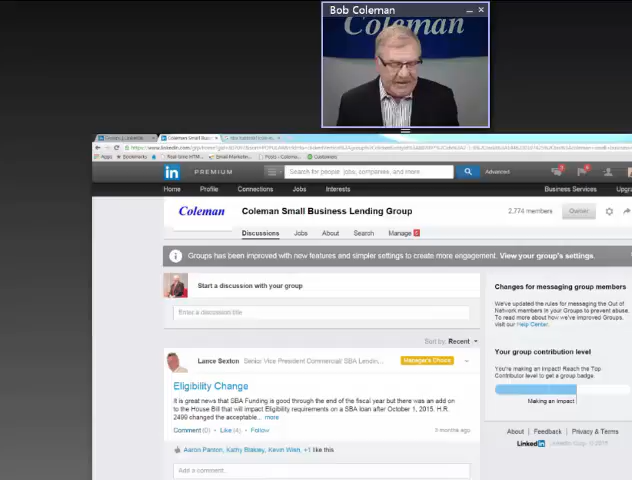 Bob Coleman
Coleman
PREMIUM
Search for people, jobs, companies, and more...
Advanced
Home Profile Connections Jobs Interests Business Services Upgra
Coleman
Coleman Small Business Lending Group
2,774 members
Owner
Discussions Jobs About Search Manage
Groups has been improved with new features and simpler settings to create more engagement. View your group's settings.
Start a discussion with your group
Enter a discussion title
Sort by: Recent
Lance Sexton Senior Vice President Commercial/ SBA Lendin...
Manager's Choice
Eligibility Change
It is great news that SBA Funding is good through the end of the fiscal year but there was an add on
to the House Bill that will impact Eligibility requirements on a SBA loan after October 1, 2015. H.R.
2499 changed the acceptable... more
Comment (0) Like (4) Follow
3 months ago
Aaron Panton, Kathy Blakey, Kevin Wish, +1 like this
Add a comment...
Changes for messaging group members
We've updated the rules for messaging the Out of
Network members in your Groups to prevent abuse.
To read more about how we've improved Groups,
visit our Help Center.
Your group contribution level
You're making an impact! Reach the Top
Contributor level to get a group badge.
Making an Impact
About Feedback Privacy & Terms
LinkedIn